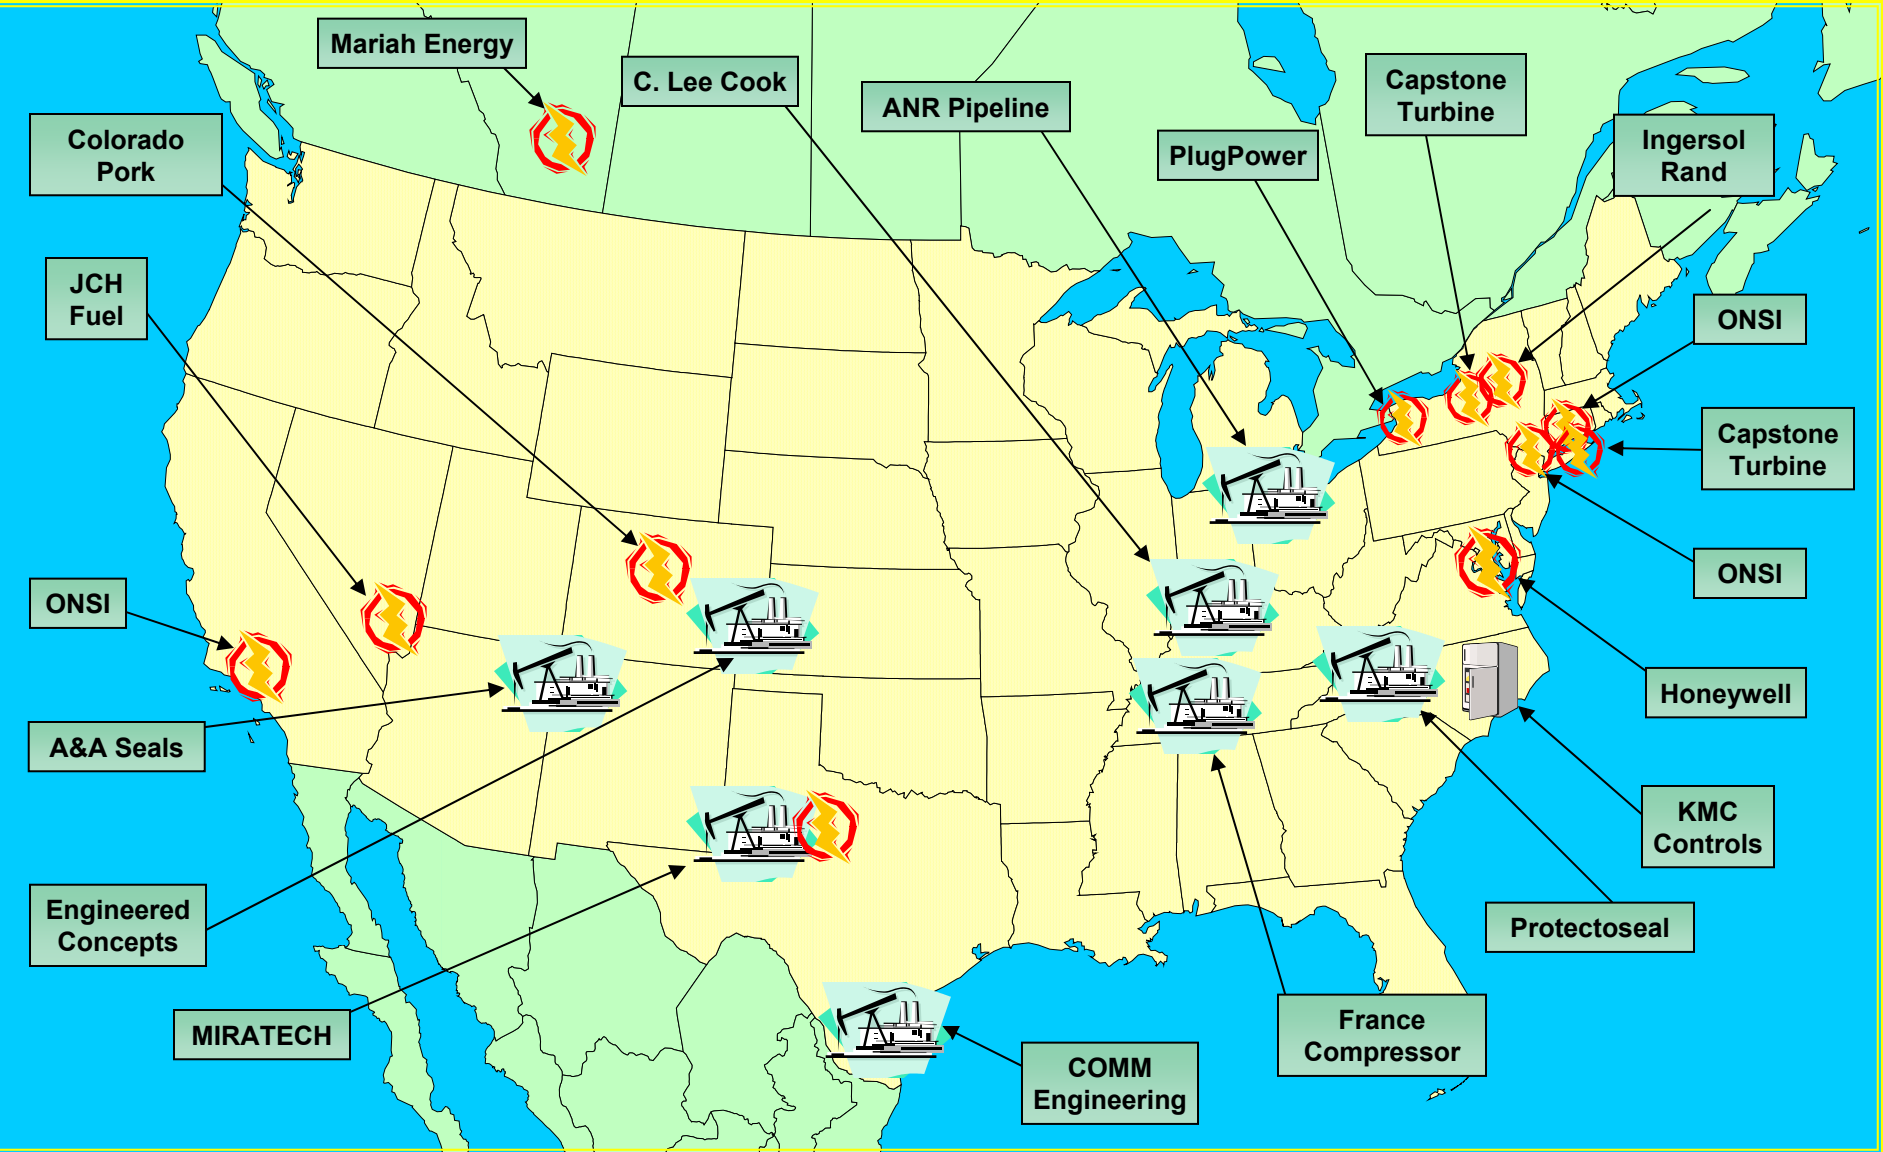 Mariah Energy
C. Lee Cook
ANR Pipeline
Capstone
Turbine
Colorado
Pork
PlugPower
Ingersol
Rand
JCH
Fuel
ONSI
Capstone
Turbine
ONSI
ONSI
Honeywell
A&A Seals
KMC
Controls
Engineered
Concepts
Protectoseal
MIRATECH
France
Compressor
COMM
Engineering